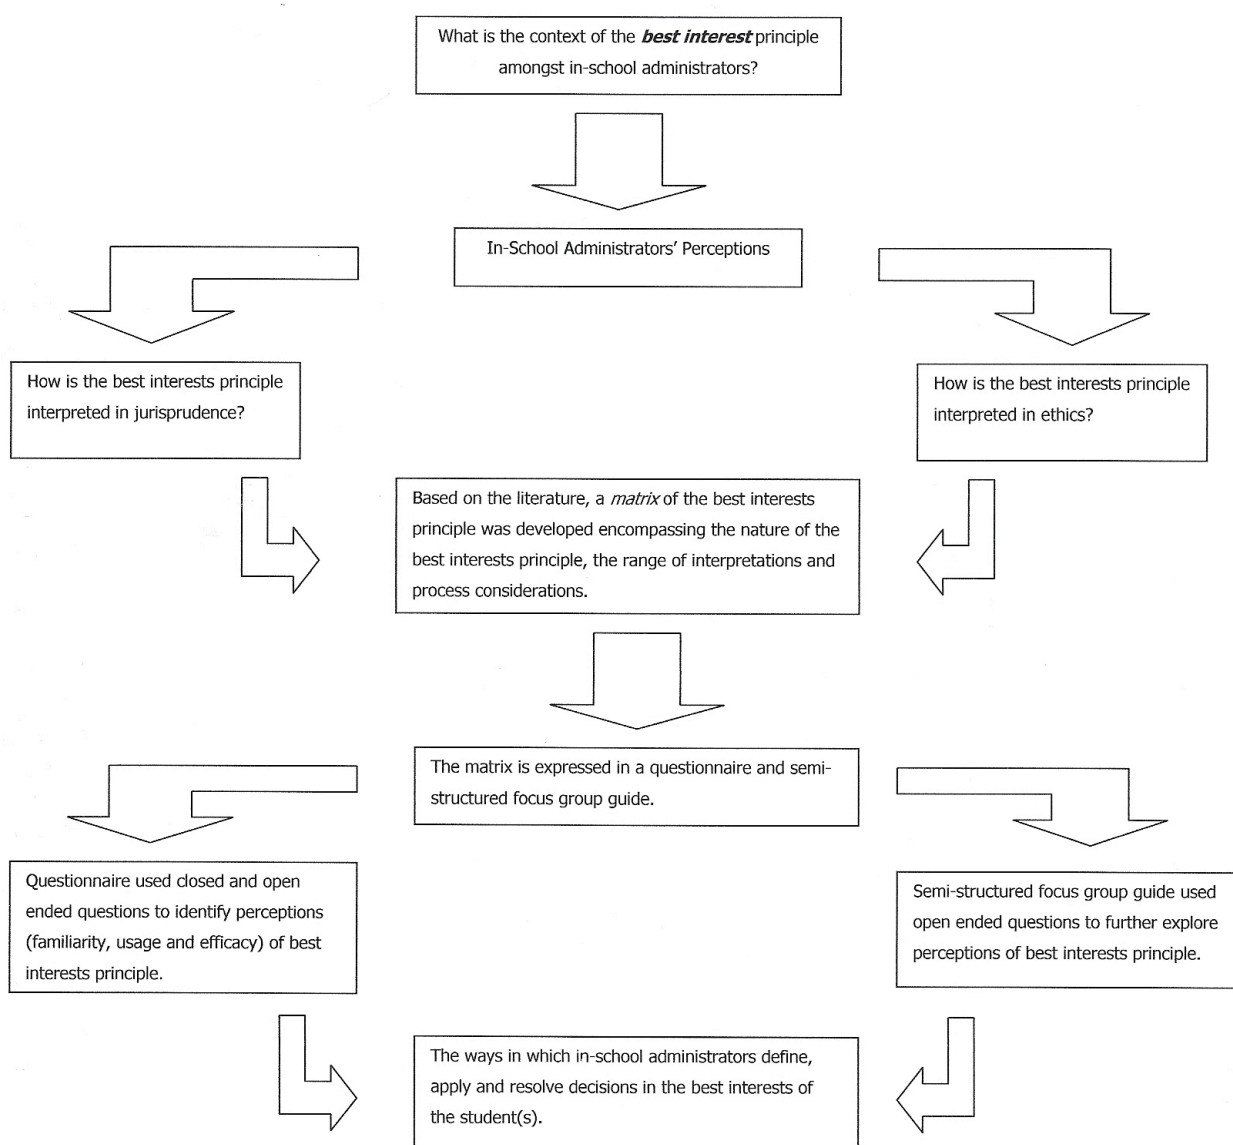 What is the context of the best interest principle
amongst in-school administrators?
In-School Administrators' Perceptions
How is the best interests principle
interpreted in jurisprudence?
How is the best interests principle
interpreted in ethics?
Based on the literature, a matrix of the best interests
principle was developed encompassing the nature of the
best interests principle, the range of interpretations and
process considerations.
The matrix is expressed in a questionnaire and semi-
structured focus group guide.
Questionnaire used closed and open
ended questions to identify perceptions
(familiarity, usage and efficacy) of best
interests principle.
Semi-structured focus group guide used
open ended questions to further explore
perceptions of best interests principle.
The ways in which in-school administrators define,
apply and resolve decisions in the best interests of
the student(s).